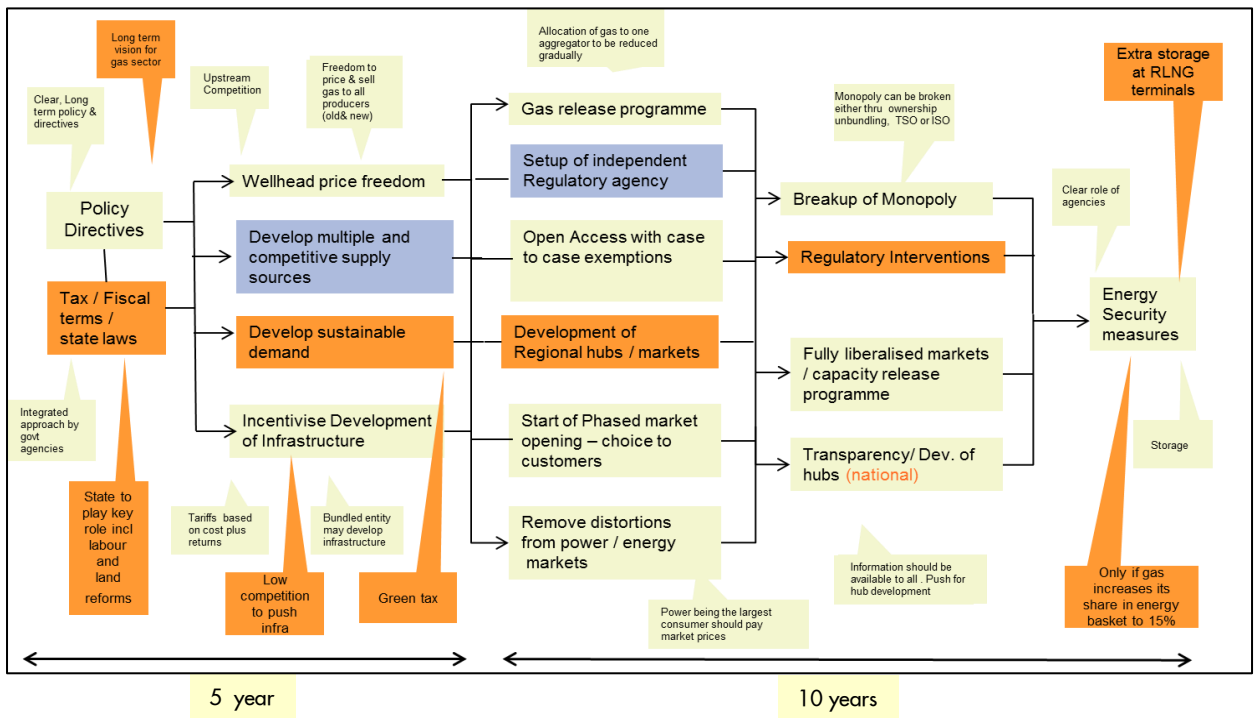 Long term
vision for
gas sector
Clear, Long
term policy &
directives
Upstream
Competition
Freedom to
price & sell
gas to all
producers
(old& new)
Allocation of gas to one
aggregator to be reduced
gradually
Monopoly can be broken
either thru ownership
unbundling, TSO or ISO
Extra storage
at RLNG
terminals
Clear role of
agencies
Policy
Directives
Tax / Fiscal
terms /
state laws
Integrated
approach by
govt
agencies
State to
play key
role incl
labour
and
land
reforms
Wellhead price freedom
Develop multiple and
competitive supply
sources
Develop sustainable
demand
Incentivise Development
of Infrastructure
Tariffs based
on cost plus
returns
Bundled entity
may develop
infrastructure
Low
competition
to push
infra
Green tax
Gas release programme
Setup of independent
Regulatory agency
Open Access with case
to case exemptions
Development of
Regional hubs / markets
Start of Phased market
opening – choice to
customers
Remove distortions
from power / energy
markets
Power being the largest
consumer should pay
market prices
Breakup of Monopoly
Regulatory Interventions
Fully liberalised markets
/ capacity release
programme
Transparency/ Dev. of
hubs (national)
Information should be
available to all . Push for
hub development
Energy
Security
measures
Storage
Only if gas
increases its
share in energy
basket to 15%
5 year
10 years